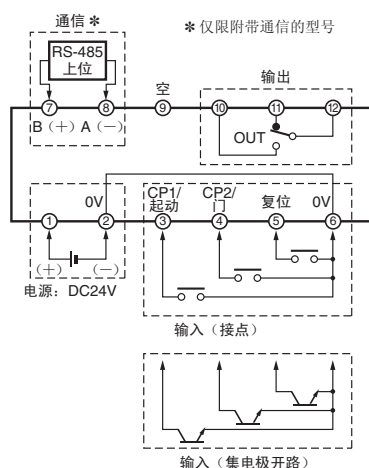 通信＊
＊仅限附带通信的型号
RS-485
上位
空
输出
⑦ ⑧ ⑨ ⑩ ⑪ ⑫
B（＋） A（－）
OUT
0V
CP1/
起动
CP2/
门
复位
0V
① ② ③ ④ ⑤ ⑥
（＋） （－）
电源：DC24V
输入（接点）
输入（集电极开路）